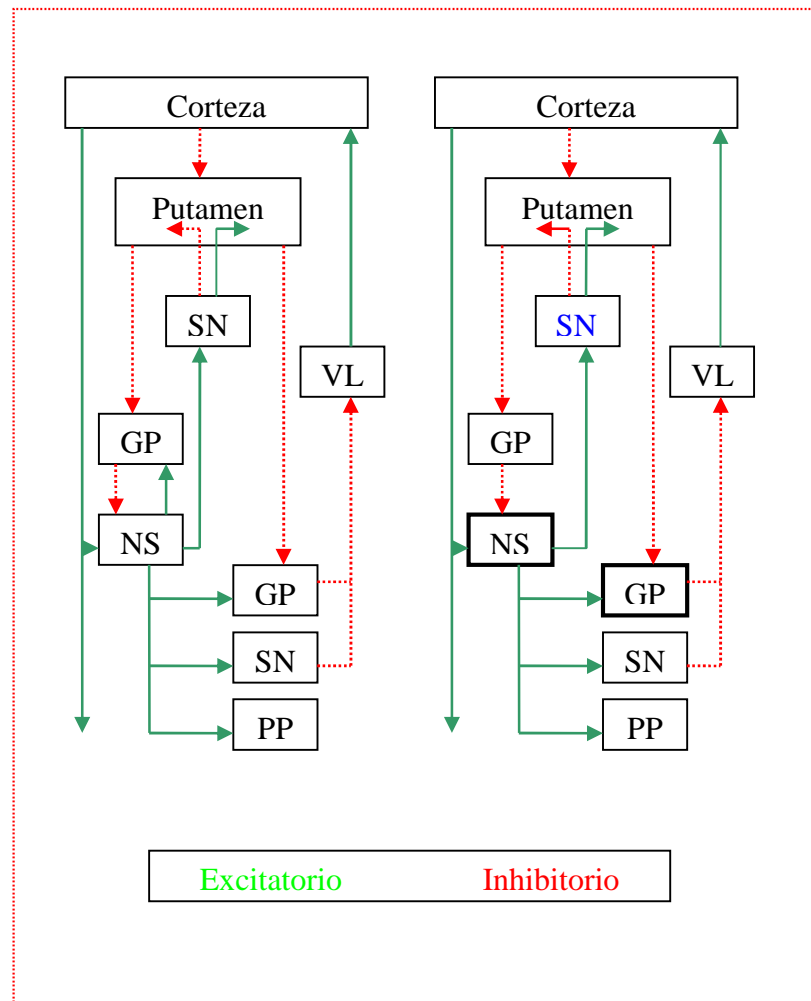 Corteza
Putamen
SN
VL
GP
NS
GP
SN
PP
Corteza
Putamen
SN
VL
GP
NS
GP
SN
PP
Excitatorio Inhibitorio